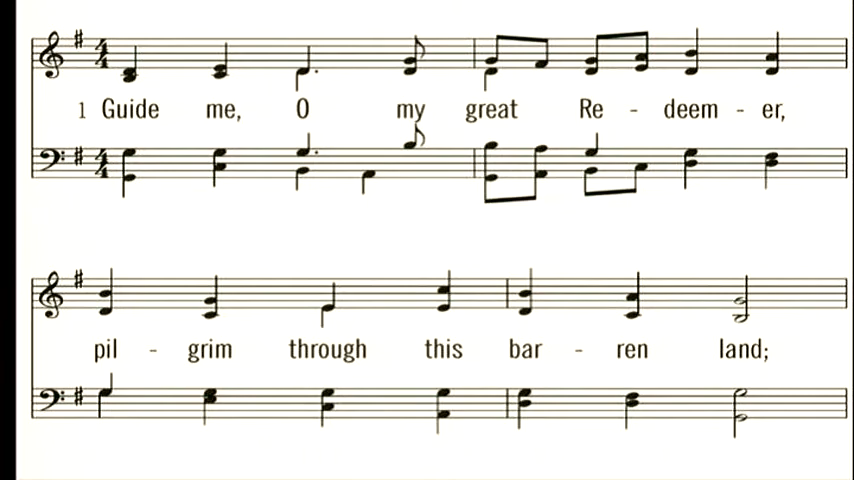 1 Guide me, O my great Re - deem - er,
pil - grim through this bar - ren land;